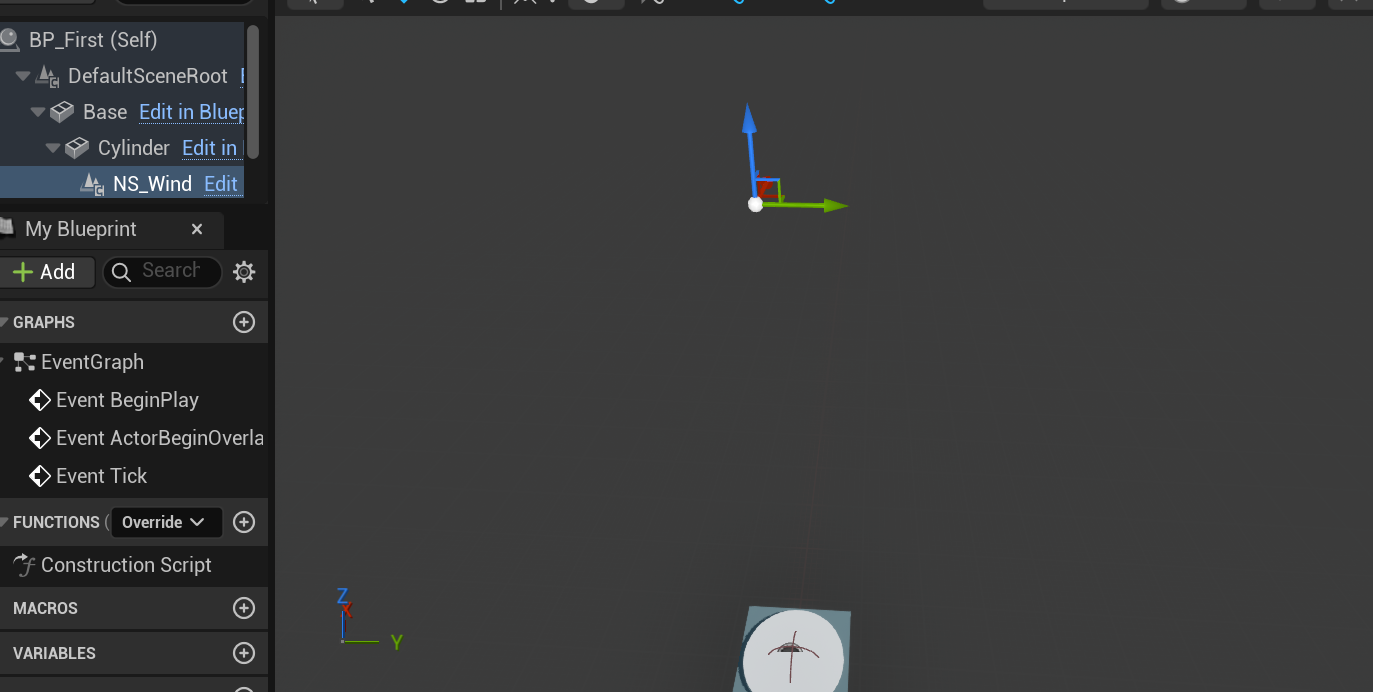 BP_First (Self)
DefaultSceneRoot
Base Edit in Bluep
Cylinder Edit in
NS_Wind Edit
My Blueprint
Add Search
GRAPHS
EventGraph
Event BeginPlay
Event ActorBeginOverla
Event Tick
FUNCTIONS ( Override
Construction Script
MACROS
VARIABLES
Z
X
Y